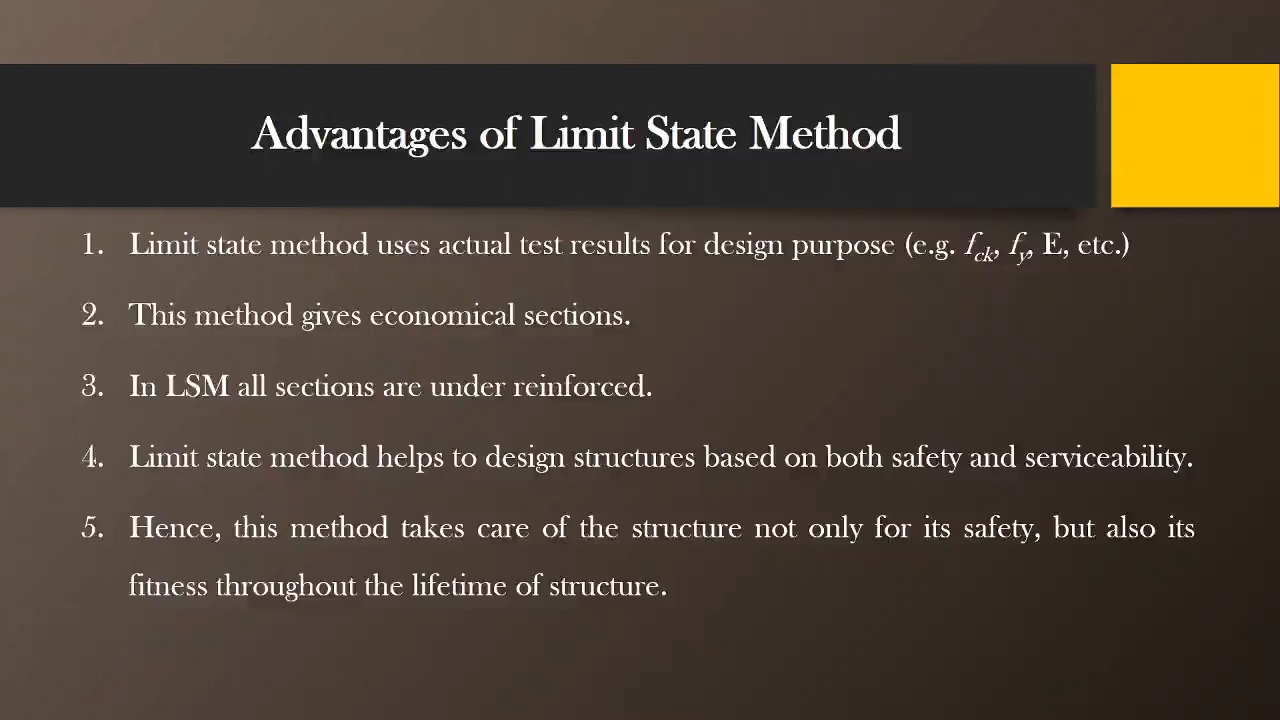 Advantages of Limit State Method
1. Limit state method uses actual test results for design purpose (e.g. fck, fy, E, etc.)
2. This method gives economical sections.
3. In LSM all sections are under reinforced.
4. Limit state method helps to design structures based on both safety and serviceability.
5. Hence, this method takes care of the structure not only for its safety, but also its
fitness throughout the lifetime of structure.